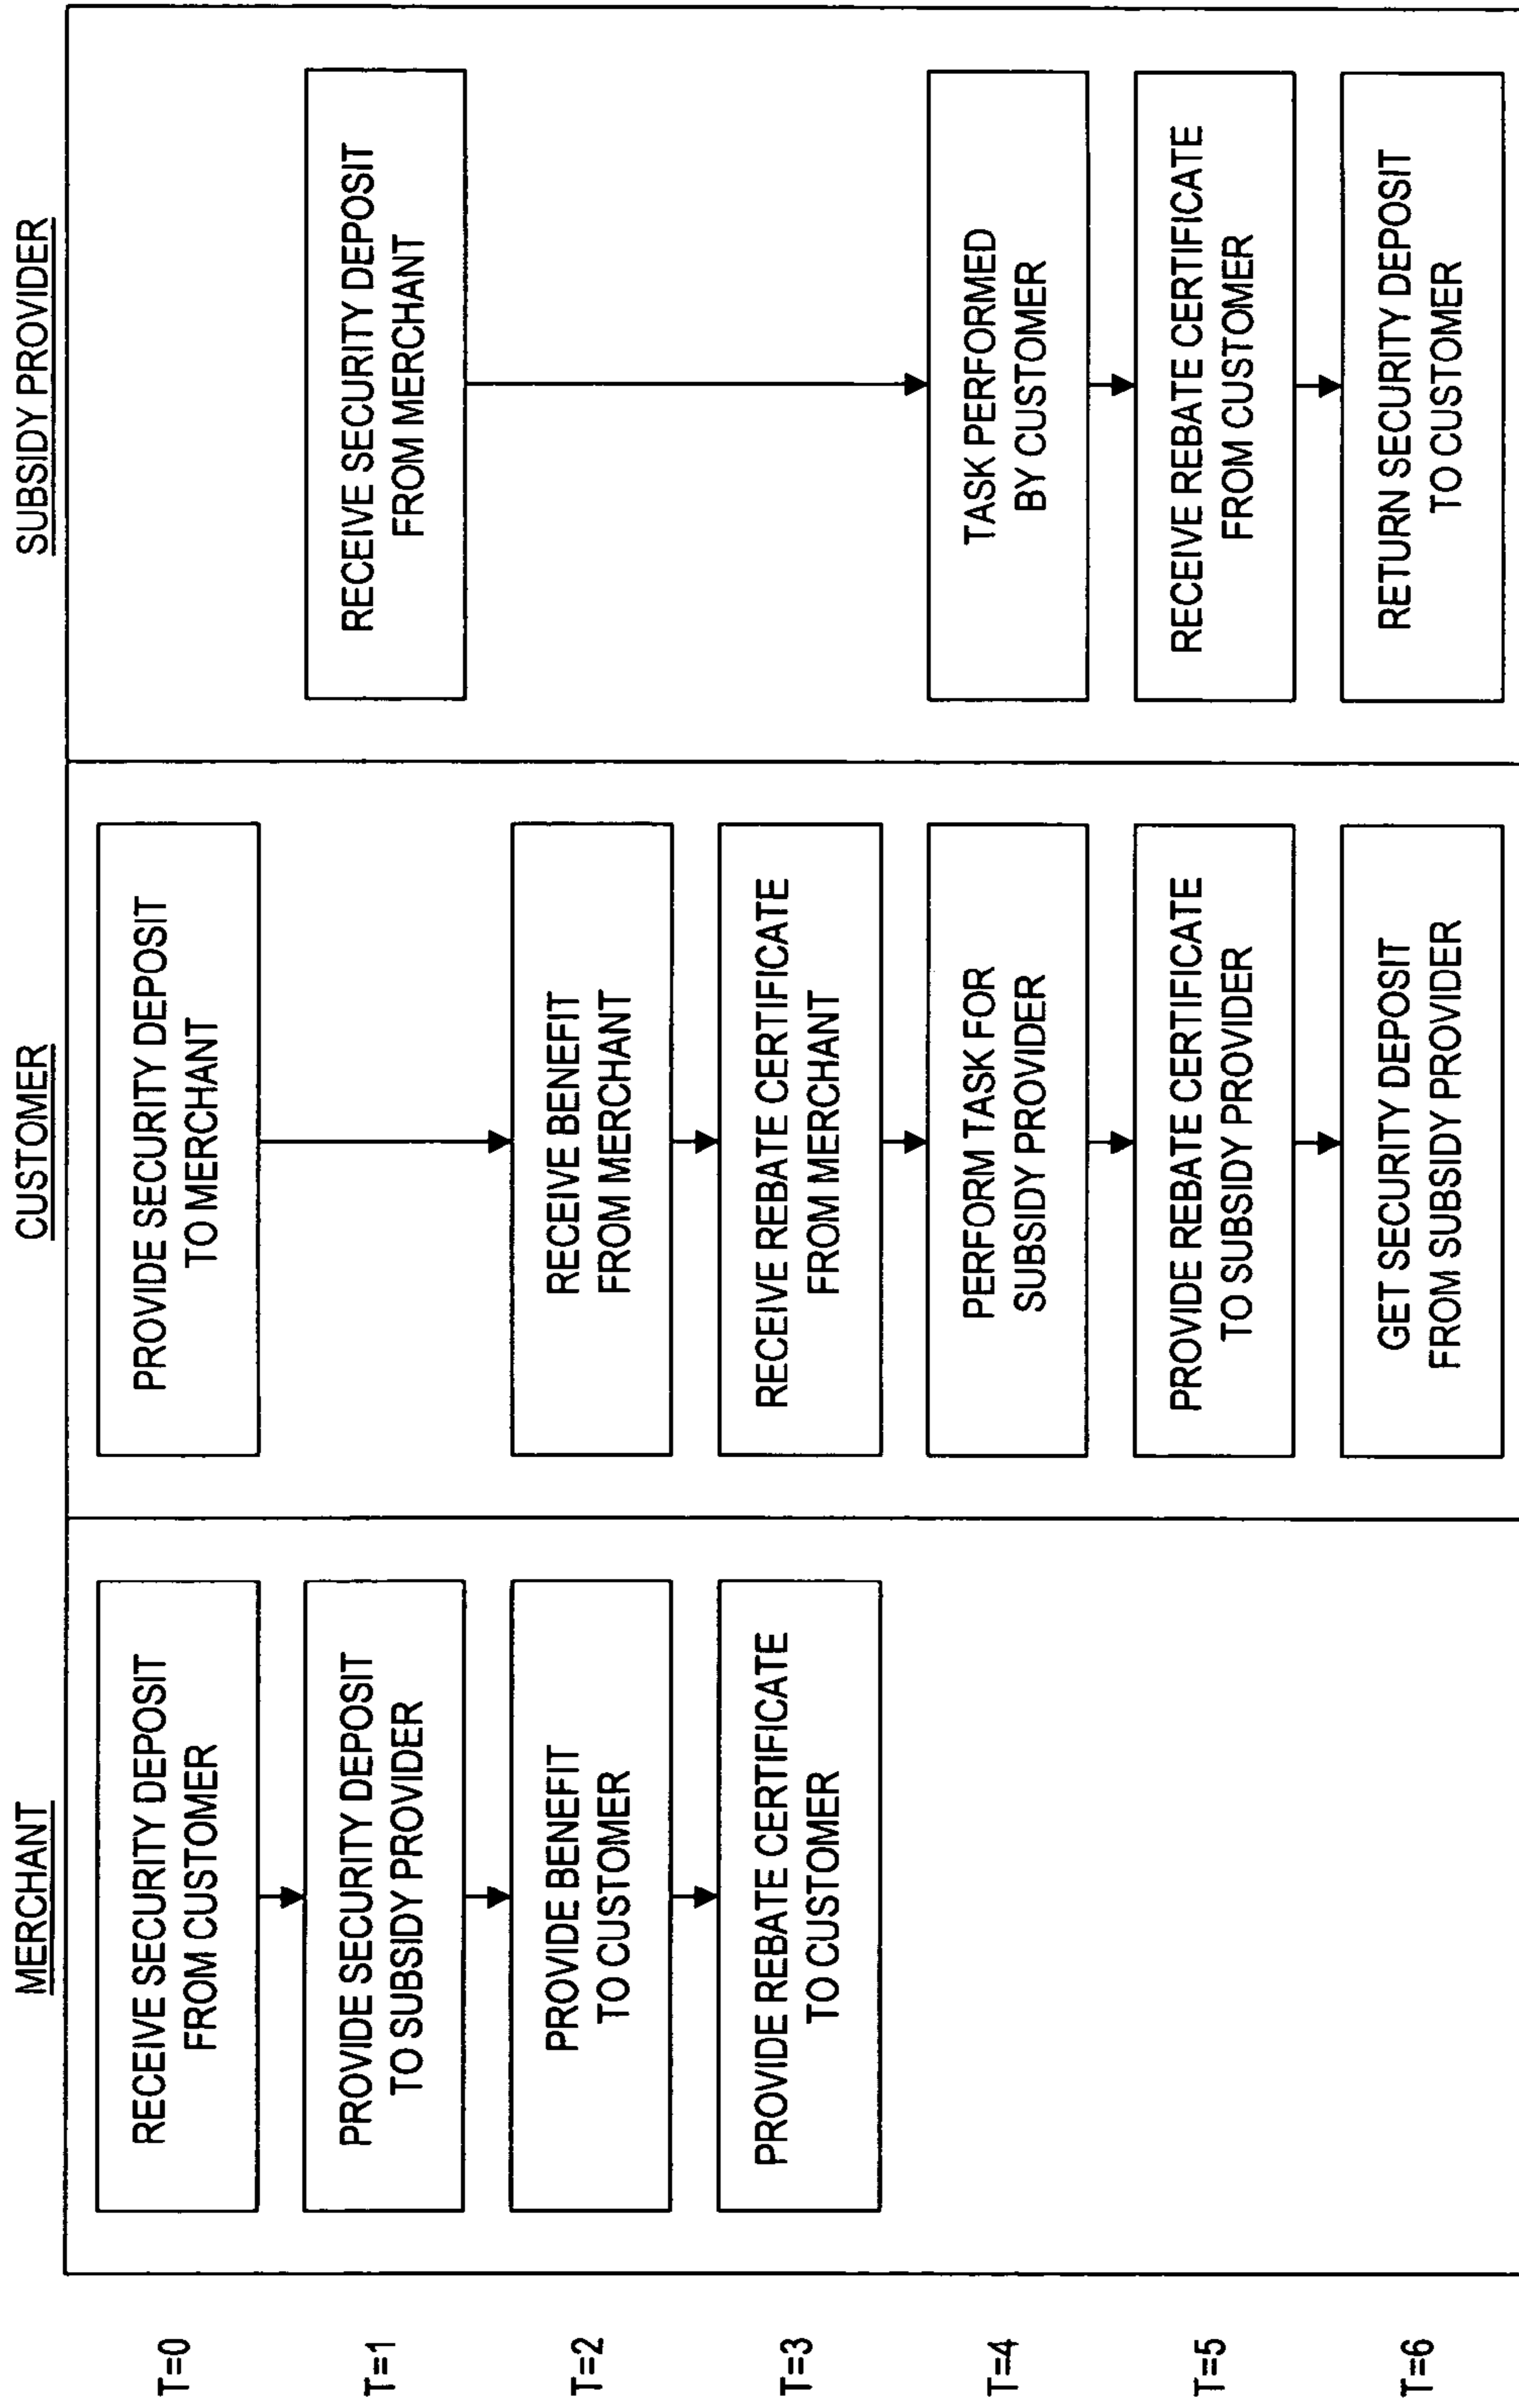 MERCHANT
CUSTOMER
SUBSIDY PROVIDER
T=0
RECEIVE SECURITY DEPOSIT
FROM CUSTOMER
PROVIDE SECURITY DEPOSIT
TO MERCHANT
T=1
PROVIDE SECURITY DEPOSIT
TO SUBSIDY PROVIDER
RECEIVE SECURITY DEPOSIT
FROM MERCHANT
T=2
PROVIDE BENEFIT
TO CUSTOMER
RECEIVE BENEFIT
FROM MERCHANT
T=3
PROVIDE REBATE CERTIFICATE
TO CUSTOMER
RECEIVE REBATE CERTIFICATE
FROM MERCHANT
T=4
PERFORM TASK FOR
SUBSIDY PROVIDER
TASK PERFORMED
BY CUSTOMER
T=5
PROVIDE REBATE CERTIFICATE
TO SUBSIDY PROVIDER
RECEIVE REBATE CERTIFICATE
FROM CUSTOMER
T=6
GET SECURITY DEPOSIT
FROM SUBSIDY PROVIDER
RETURN SECURITY DEPOSIT
TO CUSTOMER